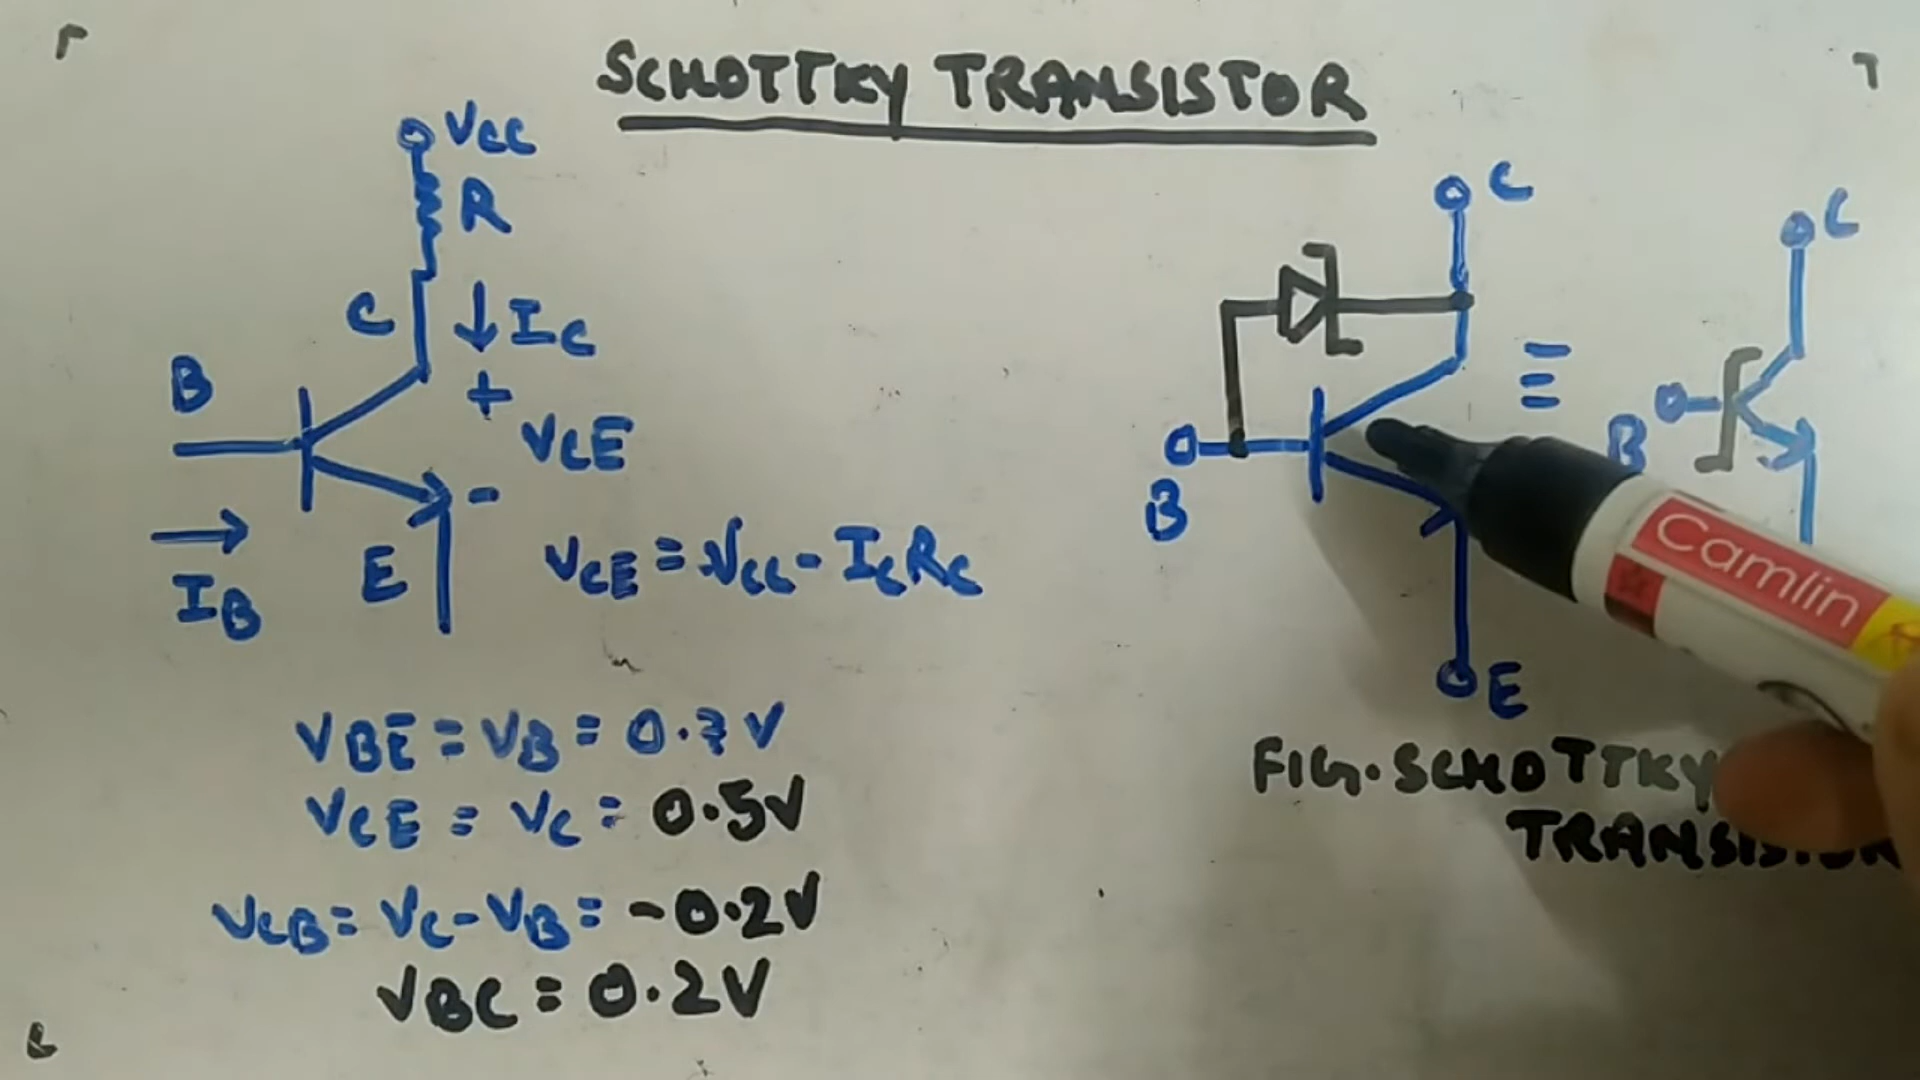 SCHOTTKY TRANSISTOR
VCC
R
C
IC
B
+
VCE
-
E
IB
VCE = VCC - ICRC
VBE = VB = 0.7V
VCE = VC = 0.5V
VCB = VC - VB = -0.2V
VBC = 0.2V
C
B
E
≡
C
B
FIG. SCHOTTKY
TRANSISTOR
Camlin